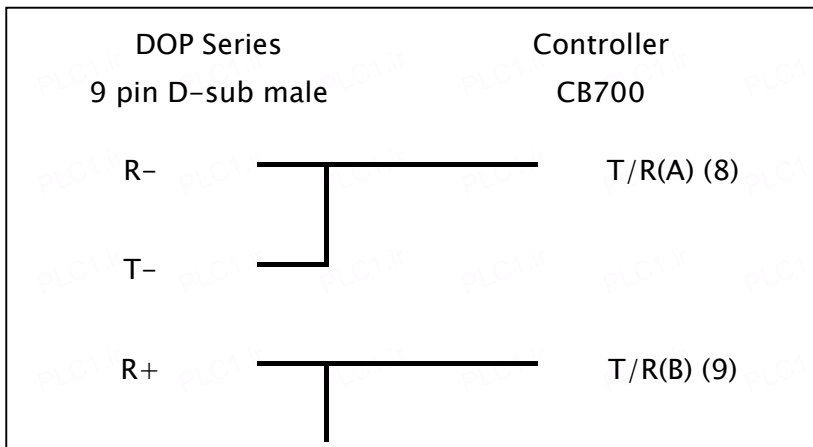 DOP Series Controller
9 pin D-sub male CB700
R- T/R(A) (8)
T-
R+ T/R(B) (9)